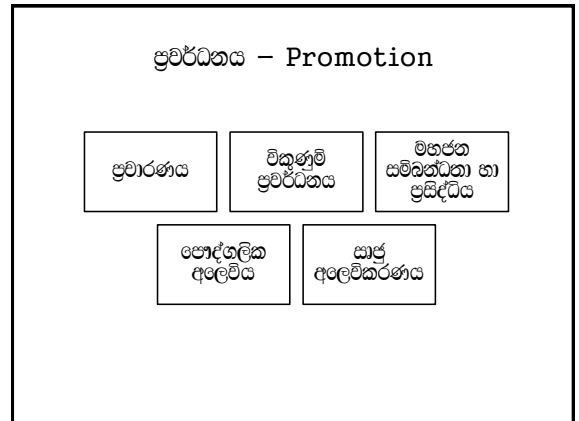 ප්‍රවර්ධනය – Promotion
ප්‍රචාරණය
විකුණුම්
ප්‍රවර්ධනය
මහජන
සම්බන්ධතා හා
ප්‍රසිද්ධිය
පෞද්ගලික
අලෙවිය
සෘජු
අලෙවිකරණය